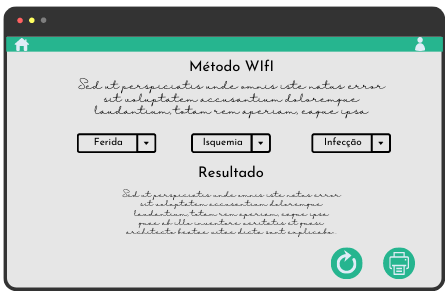 Método WIfI
Sed ut perspiciatis unde omnis iste natus error
sit voluptatem accusantium doloremque
laudantium, totam rem aperiam, eaque ipsa
Ferida Isquemia Infecção
Resultado
Sed ut perspiciatis unde omnis iste natus error
sit voluptatem accusantium doloremque
laudantium, totam rem aperiam, eaque ipsa
quae ab illo inventore veritatis et quasi
architecto beatae vitae dicta sunt explicabo.